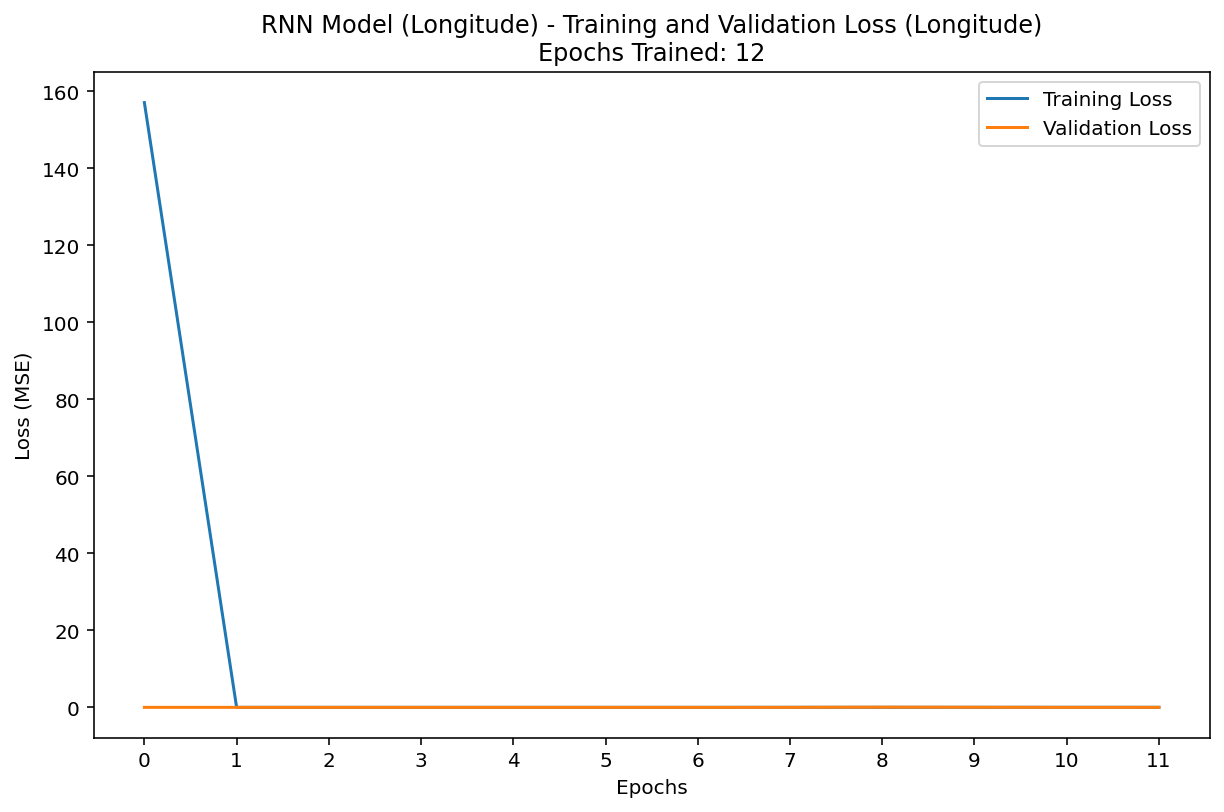 RNN Model (Longitude) - Training and Validation Loss (Longitude)
Epochs Trained: 12
Training Loss
Validation Loss
Loss (MSE)
160
140
120
100
80
60
40
20
0
0 1 2 3 4 5 6 7 8 9 10 11
Epochs